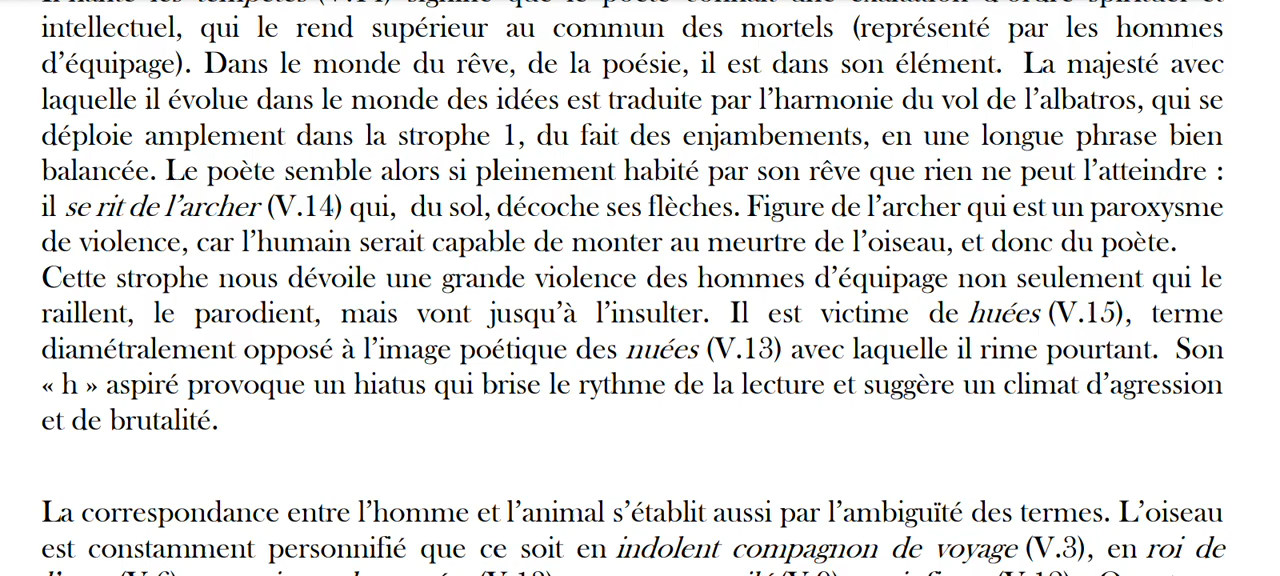 intellectuel, qui le rend supérieur au commun des mortels (représenté par les hommes
d’équipage). Dans le monde du rêve, de la poésie, il est dans son élément.  La majesté avec
laquelle il évolue dans le monde des idées est traduite par l’harmonie du vol de l’albatros, qui se
déploie amplement dans la strophe 1, du fait des enjambements, en une longue phrase bien
balancée. Le poète semble alors si pleinement habité par son rêve que rien ne peut l’atteindre :
il se rit de l’archer (V.14) qui,  du sol, décoche ses flèches. Figure de l’archer qui est un paroxysme
de violence, car l’humain serait capable de monter au meurtre de l’oiseau, et donc du poète.
Cette strophe nous dévoile une grande violence des hommes d’équipage non seulement qui le
raillent, le parodient, mais vont jusqu’à l’insulter. Il est victime de huées (V.15), terme
diamétralement opposé à l’image poétique des nuées (V.13) avec laquelle il rime pourtant.  Son
« h » aspiré provoque un hiatus qui brise le rythme de la lecture et suggère un climat d’agression
et de brutalité.
La correspondance entre l’homme et l’animal s’établit aussi par l’ambiguïté des termes. L’oiseau
est constamment personnifié que ce soit en indolent compagnon de voyage (V.3), en roi de